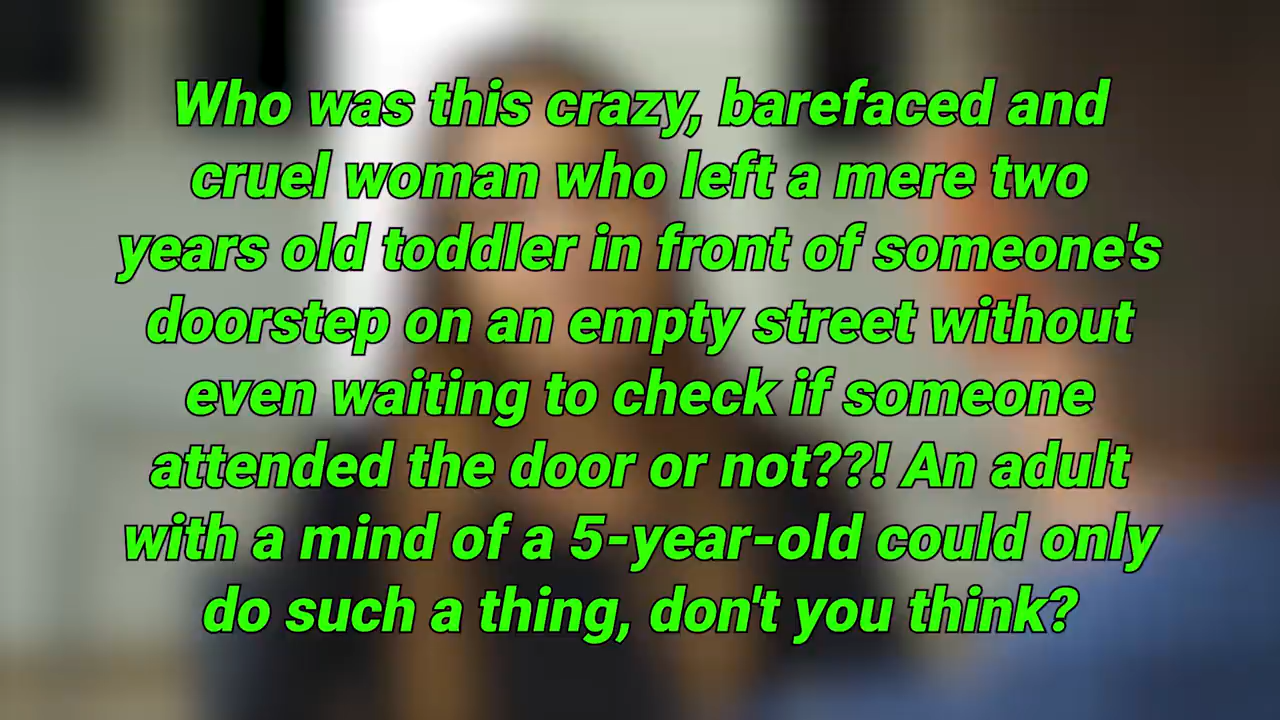 Who was this crazy, barefaced and
cruel woman who left a mere two
years old toddler in front of someone's
doorstep on an empty street without
even waiting to check if someone
attended the door or not??! An adult
with a mind of a 5-year-old could only
do such a thing, don't you think?